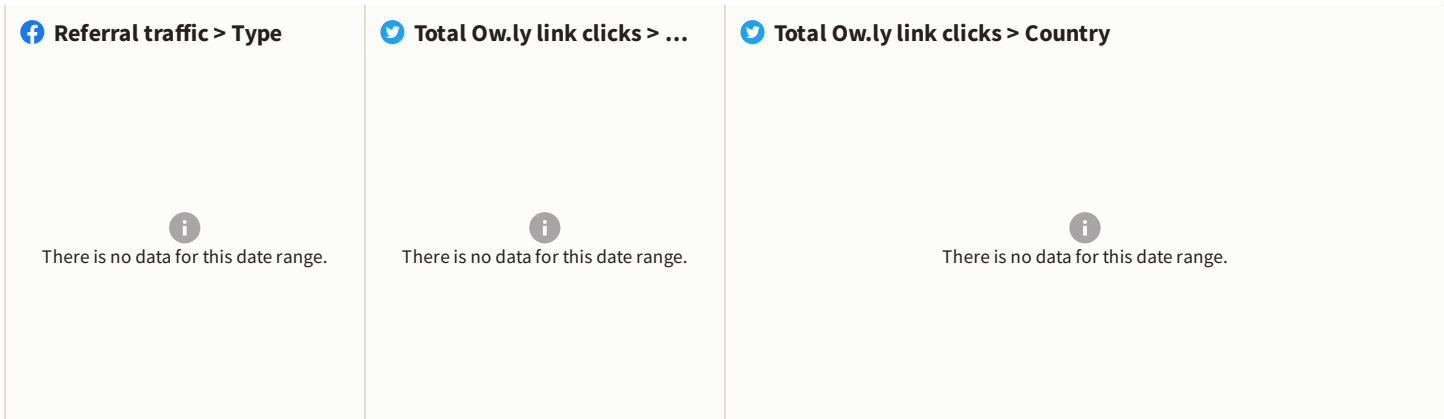 Referral traffic > Type
Total Ow.ly link clicks > ...
Total Ow.ly link clicks > Country
There is no data for this date range.
There is no data for this date range.
There is no data for this date range.